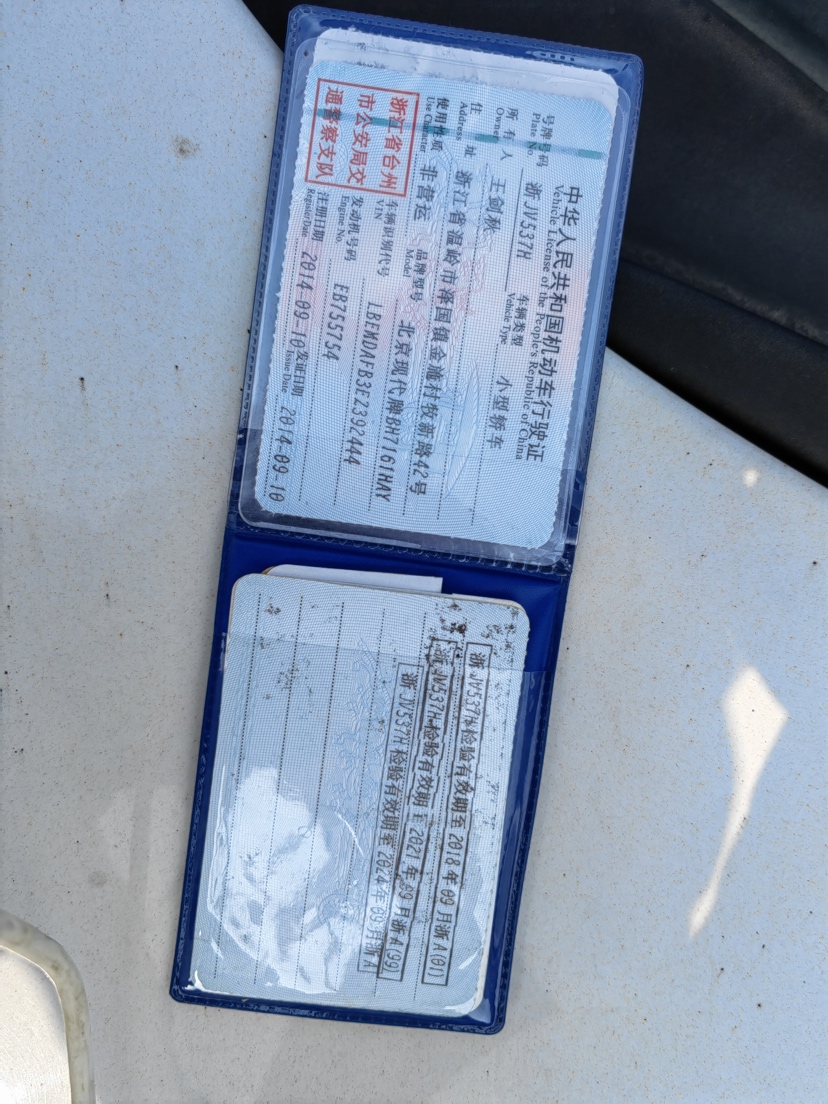 中华人民共和国机动车行驶证
Vehicle License of the People's Republic of China
号牌号码 浙JV537H 车辆类型 小型轿车
Plate No. Vehicle Type
所有人 王剑秋
Owner
住址 浙江省温岭市泽国镇金施村牧新路42号
Address
使用性质 非营运 品牌型号 北京现代牌BH7161HAY
Use Character Model
浙江省台州
市公安局交
通警察支队
车辆识别代号 LBEMDAFB3EZ392444
VIN
发动机号码 EB755754
Engine No.
注册日期 2014-09-10 发证日期 2014-09-10
Register Date Issue Date
浙JV537H检验有效期至2018年09月浙A(01)
浙JV537H检验有效期至2021年09月浙A(99)
浙JV537H检验有效期至2024年09月浙A